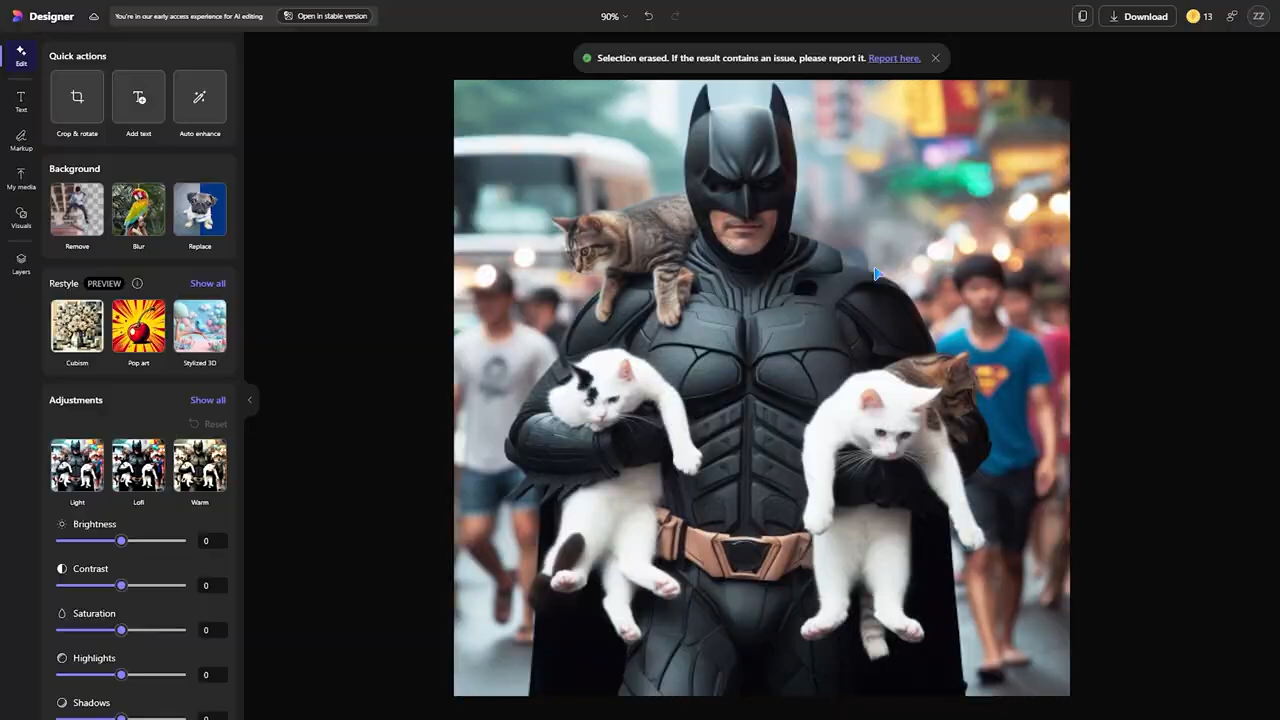 Designer
You're in our early access experience for AI editing
Open in stable version
90%
Download
13
ZZ
Edit
Text
Markup
My media
Visuals
Layers
Quick actions
Crop & rotate
Add text
Auto enhance
Background
Remove
Blur
Replace
Restyle PREVIEW
Show all
Cubism
Pop art
Stylized 3D
Adjustments
Show all
Reset
Light
Lofi
Warm
Brightness
0
Contrast
0
Saturation
0
Highlights
0
Shadows
Selection erased. If the result contains an issue, please report it. Report here.